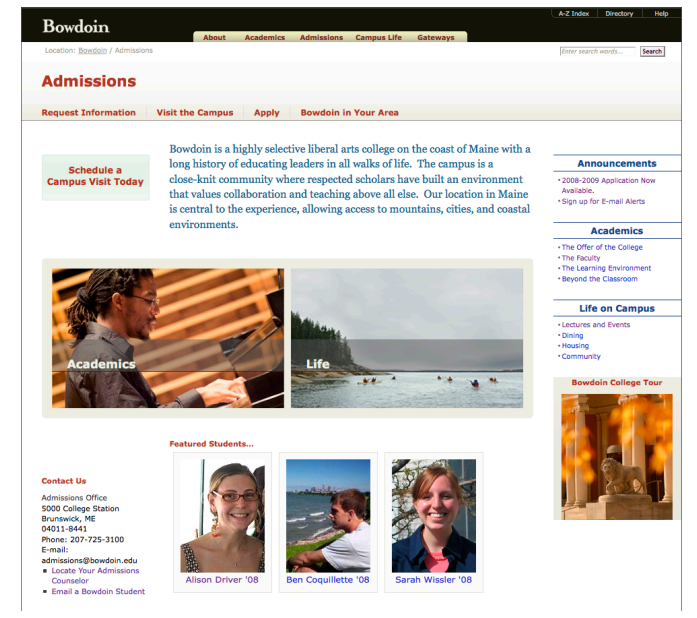 A-Z Index
Directory
Help
Bowdoin
About
Academics
Admissions
Campus Life
Gateways
Location: Bowdoin / Admissions
Enter search words...
Search
Admissions
Request Information
Visit the Campus
Apply
Bowdoin in Your Area
Schedule a
Campus Visit Today
Bowdoin is a highly selective liberal arts college on the coast of Maine with a
long history of educating leaders in all walks of life. The campus is a
close-knit community where respected scholars have built an environment
that values collaboration and teaching above all else. Our location in Maine
is central to the experience, allowing access to mountains, cities, and coastal
environments.
Academics
Life
Announcements
2008-2009 Application Now
Available.
Sign up for E-mail Alerts
Academics
The Offer of the College
The Faculty
The Learning Environment
Beyond the Classroom
Life on Campus
Lectures and Events
Dining
Housing
Community
Bowdoin College Tour
Featured Students...
Alison Driver '08
Ben Coquillette '08
Sarah Wissler '08
Contact Us
Admissions Office
5000 College Station
Brunswick, ME
04011-8441
Phone: 207-725-3100
E-mail:
admissions@bowdoin.edu
Locate Your Admissions
Counselor
Email a Bowdoin Student